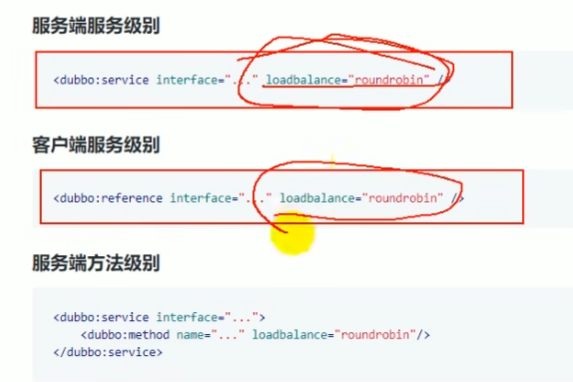 服务端服务级别
<dubbo:service interface="..." loadbalance="roundrobin" />
客户端服务级别
<dubbo:reference interface="..." loadbalance="roundrobin" />
服务端方法级别
<dubbo:service interface="...">
    <dubbo:method name="..." loadbalance="roundrobin"/>
</dubbo:service>